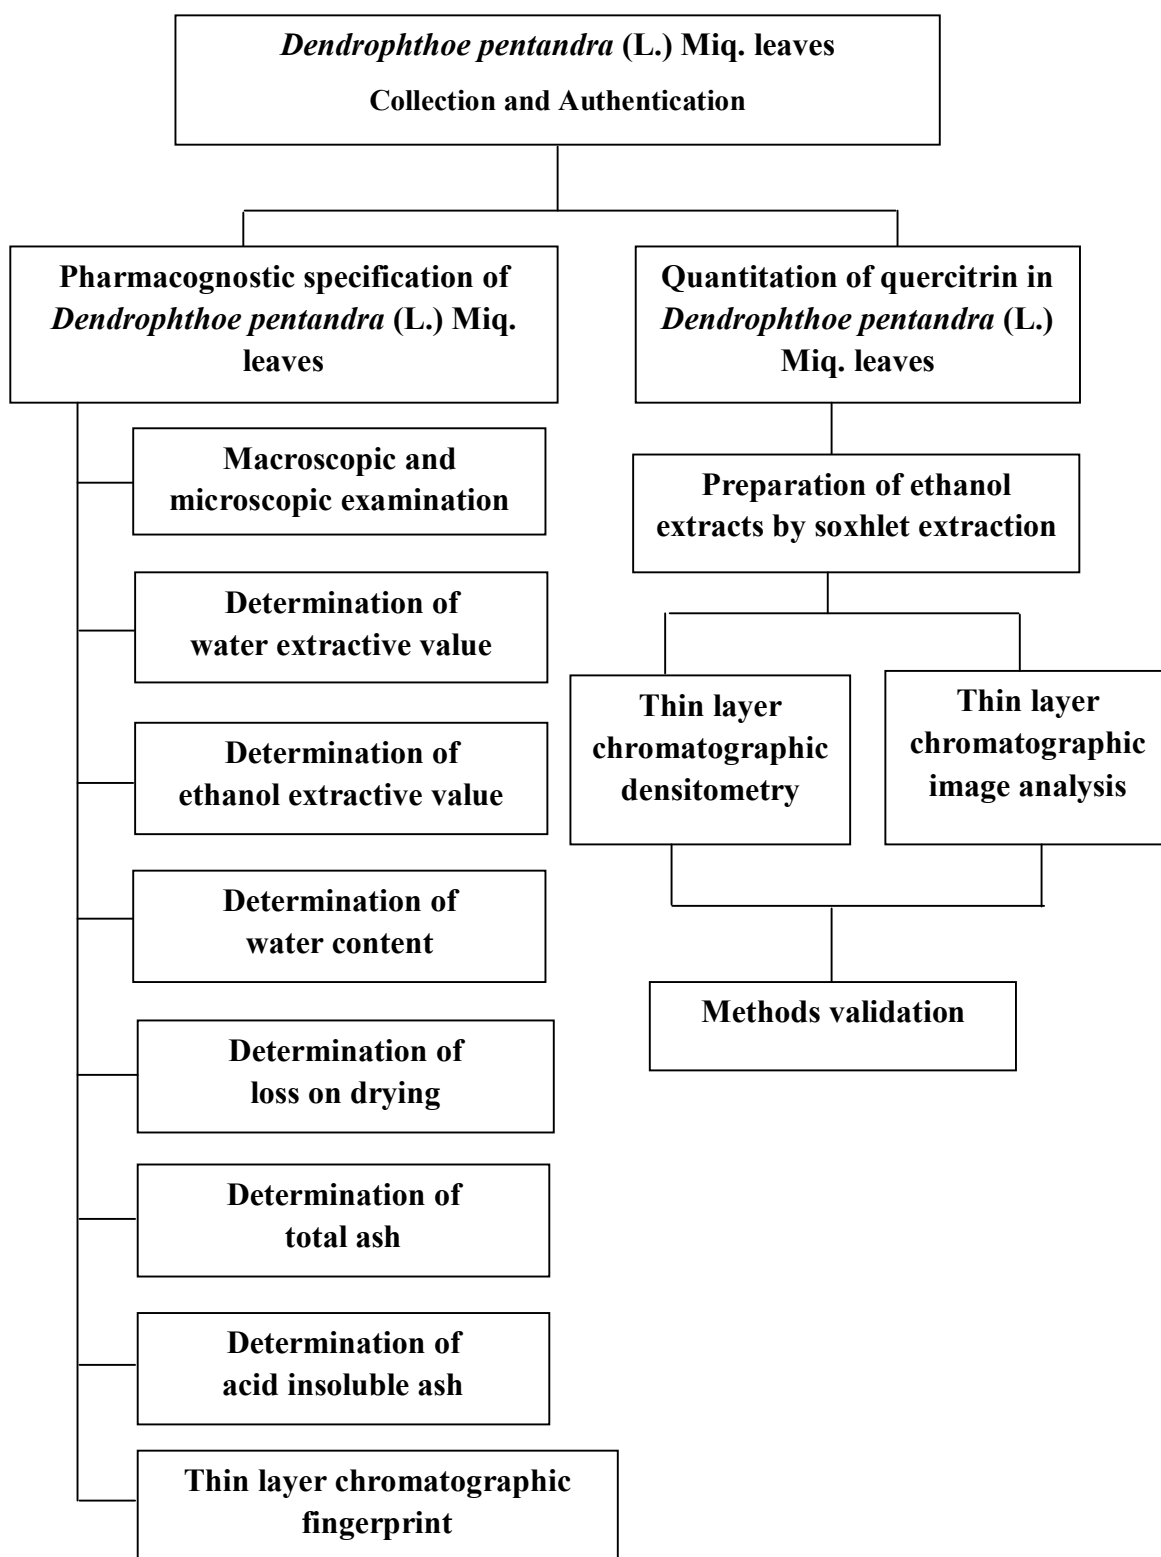 Dendrophthoe pentandra (L.) Miq. leaves
Collection and Authentication
Pharmacognostic specification of
Dendrophthoe pentandra (L.) Miq.
leaves
Macroscopic and
microscopic examination
Determination of
water extractive value
Determination of
ethanol extractive value
Determination of
water content
Determination of
loss on drying
Determination of
total ash
Determination of
acid insoluble ash
Thin layer chromatographic
fingerprint
Quantitation of quercitrin in
Dendrophthoe pentandra (L.)
Miq. leaves
Preparation of ethanol
extracts by soxhlet extraction
Thin layer
chromatographic
densitometry
Thin layer
chromatographic
image analysis
Methods validation